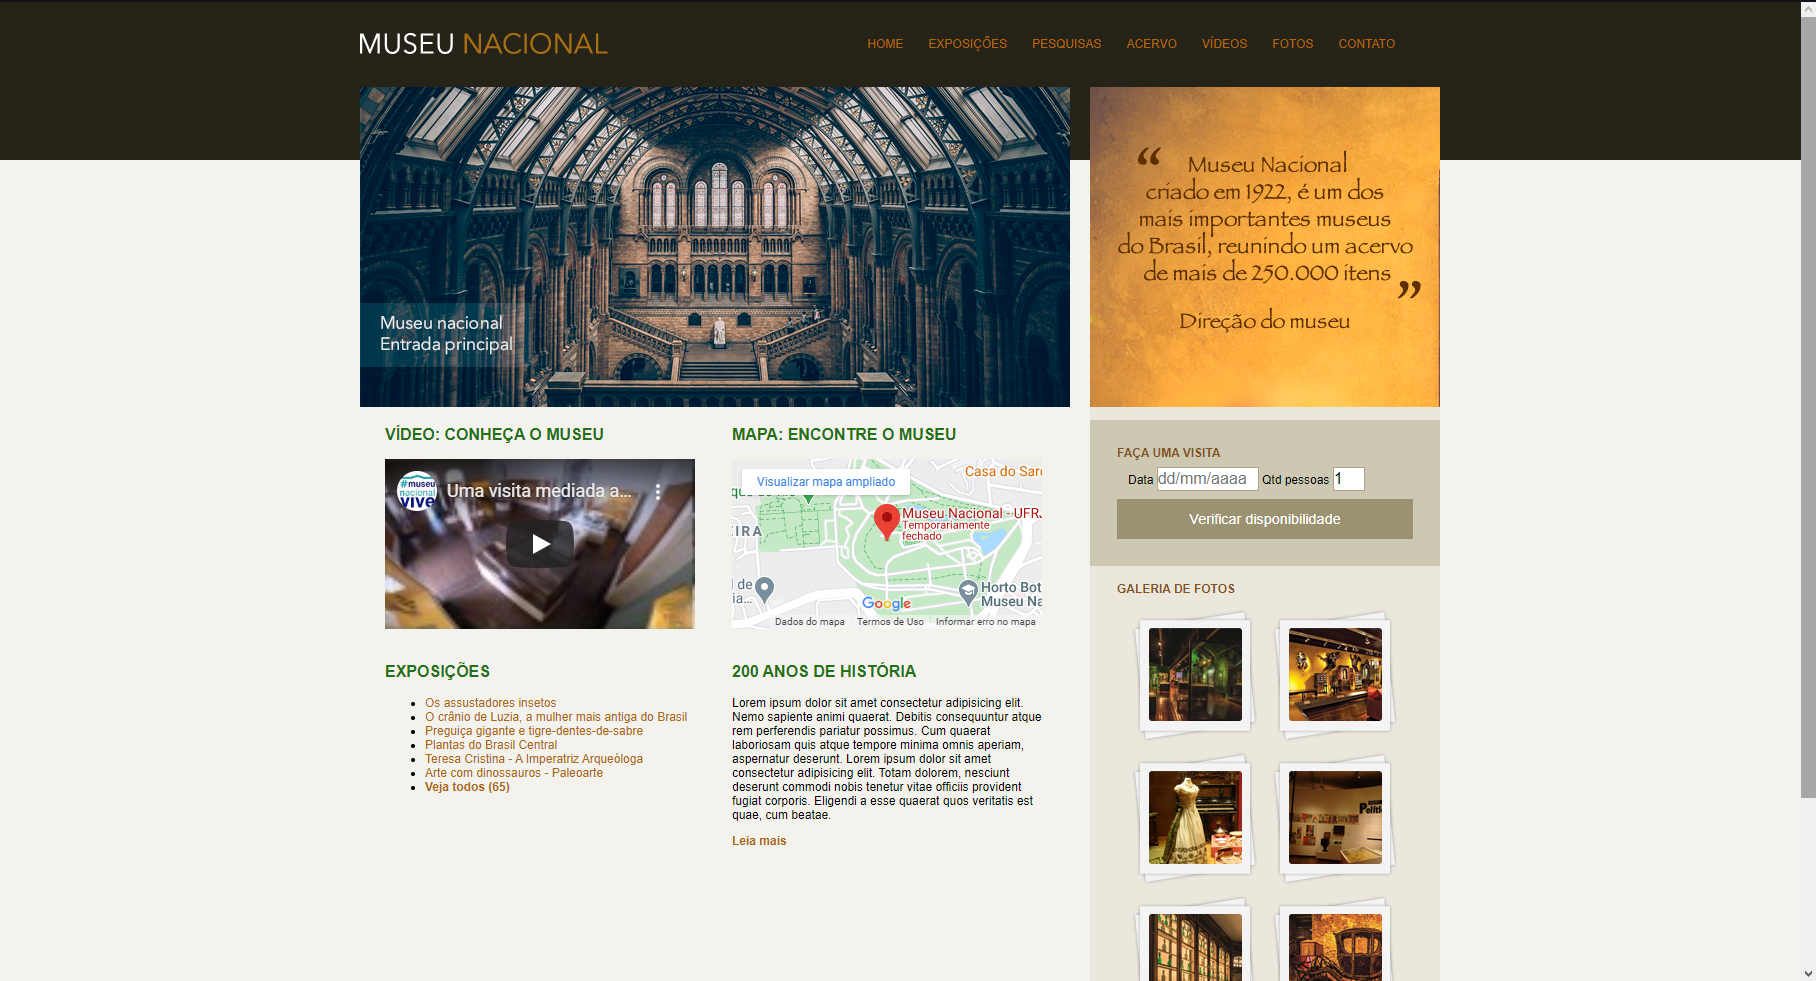 MUSEU NACIONAL
HOME EXPOSIÇÕES PESQUISAS ACERVO VÍDEOS FOTOS CONTATO
Museu nacional
Entrada principal
“ Museu Nacional
criado em 1922, é um dos
mais importantes museus
do Brasil, reunindo um acervo
de mais de 250.000 itens ”
Direção do museu
VÍDEO: CONHEÇA O MUSEU
#museu
nacional
vive
Uma visita mediada a...
MAPA: ENCONTRE O MUSEU
Visualizar mapa ampliado
Casa do Sar
Museu Nacional - UFRJ
Temporariamente
fechado
EIRA
l de
ia...
Horto Bot
Museu Na
Google
Dados do mapa Termos de Uso Informar erro no mapa
FAÇA UMA VISITA
Data dd/mm/aaaa Qtd pessoas 1
Verificar disponibilidade
EXPOSIÇÕES
Os assustadores insetos
O crânio de Luzia, a mulher mais antiga do Brasil
Preguiça gigante e tigre-dentes-de-sabre
Plantas do Brasil Central
Teresa Cristina - A Imperatriz Arqueóloga
Arte com dinossauros - Paleoarte
Veja todos (65)
200 ANOS DE HISTÓRIA
Lorem ipsum dolor sit amet consectetur adipisicing elit.
Nemo sapiente animi quaerat. Debitis consequuntur atque
rem perferendis pariatur possimus. Cum quaerat
laboriosam quis atque tempore minima omnis aperiam,
aspernatur deserunt. Lorem ipsum dolor sit amet
consectetur adipisicing elit. Totam dolorem, nesciunt
deserunt commodi nobis tenetur vitae officiis provident
fugiat corporis. Eligendi a esse quaerat quos veritatis est
quae, cum beatae.
Leia mais
GALERIA DE FOTOS